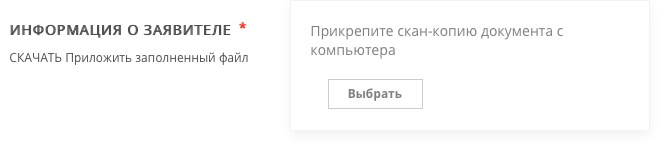 ИНФОРМАЦИЯ О ЗАЯВИТЕЛЕ *
СКАЧАТЬ Приложить заполненный файл
Прикрепите скан-копию документа с
компьютера
Выбрать